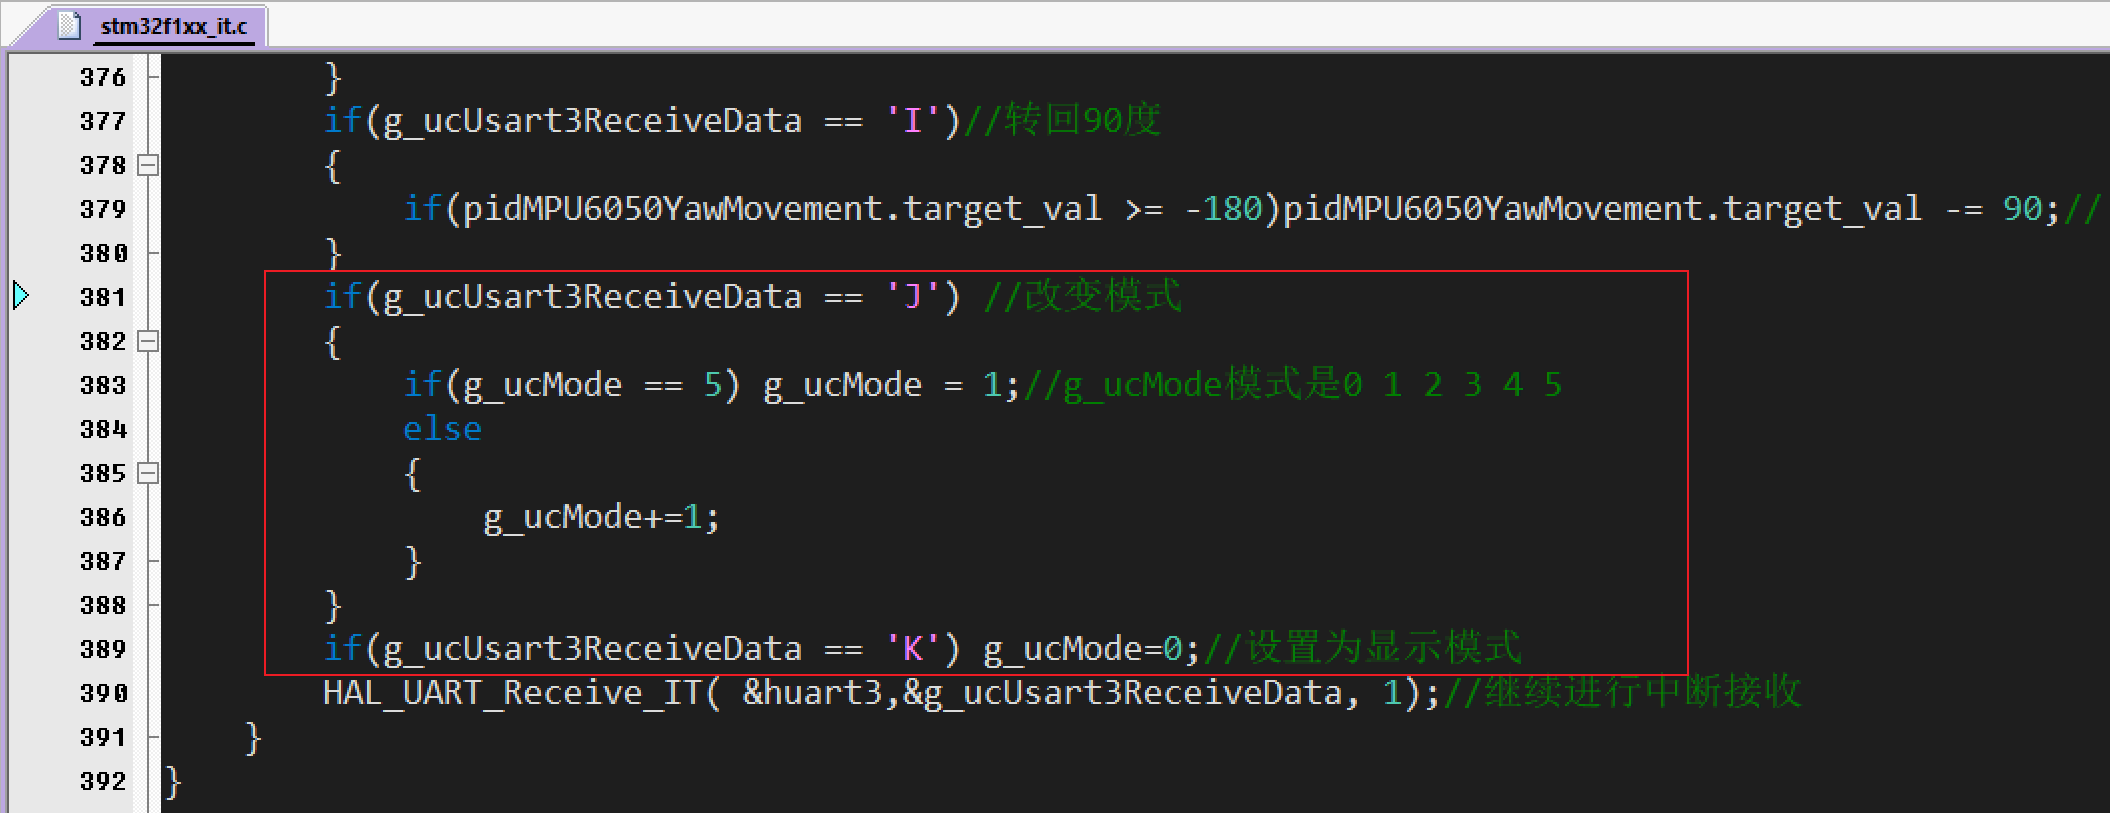 stm32f1xx_it.c
376 }
377 if(g_ucUsart3ReceiveData == 'I')//转回90度
378 {
379 if(pidMPU6050YawMovement.target_val >= -180)pidMPU6050YawMovement.target_val -= 90;//
380 }
381 if(g_ucUsart3ReceiveData == 'J') //改变模式
382 {
383 if(g_ucMode == 5) g_ucMode = 1;//g_ucMode模式是0 1 2 3 4 5
384 else
385 {
386 g_ucMode+=1;
387 }
388 }
389 if(g_ucUsart3ReceiveData == 'K') g_ucMode=0;//设置为显示模式
390 HAL_UART_Receive_IT( &huart3,&g_ucUsart3ReceiveData, 1);//继续进行中断接收
391 }
392 }